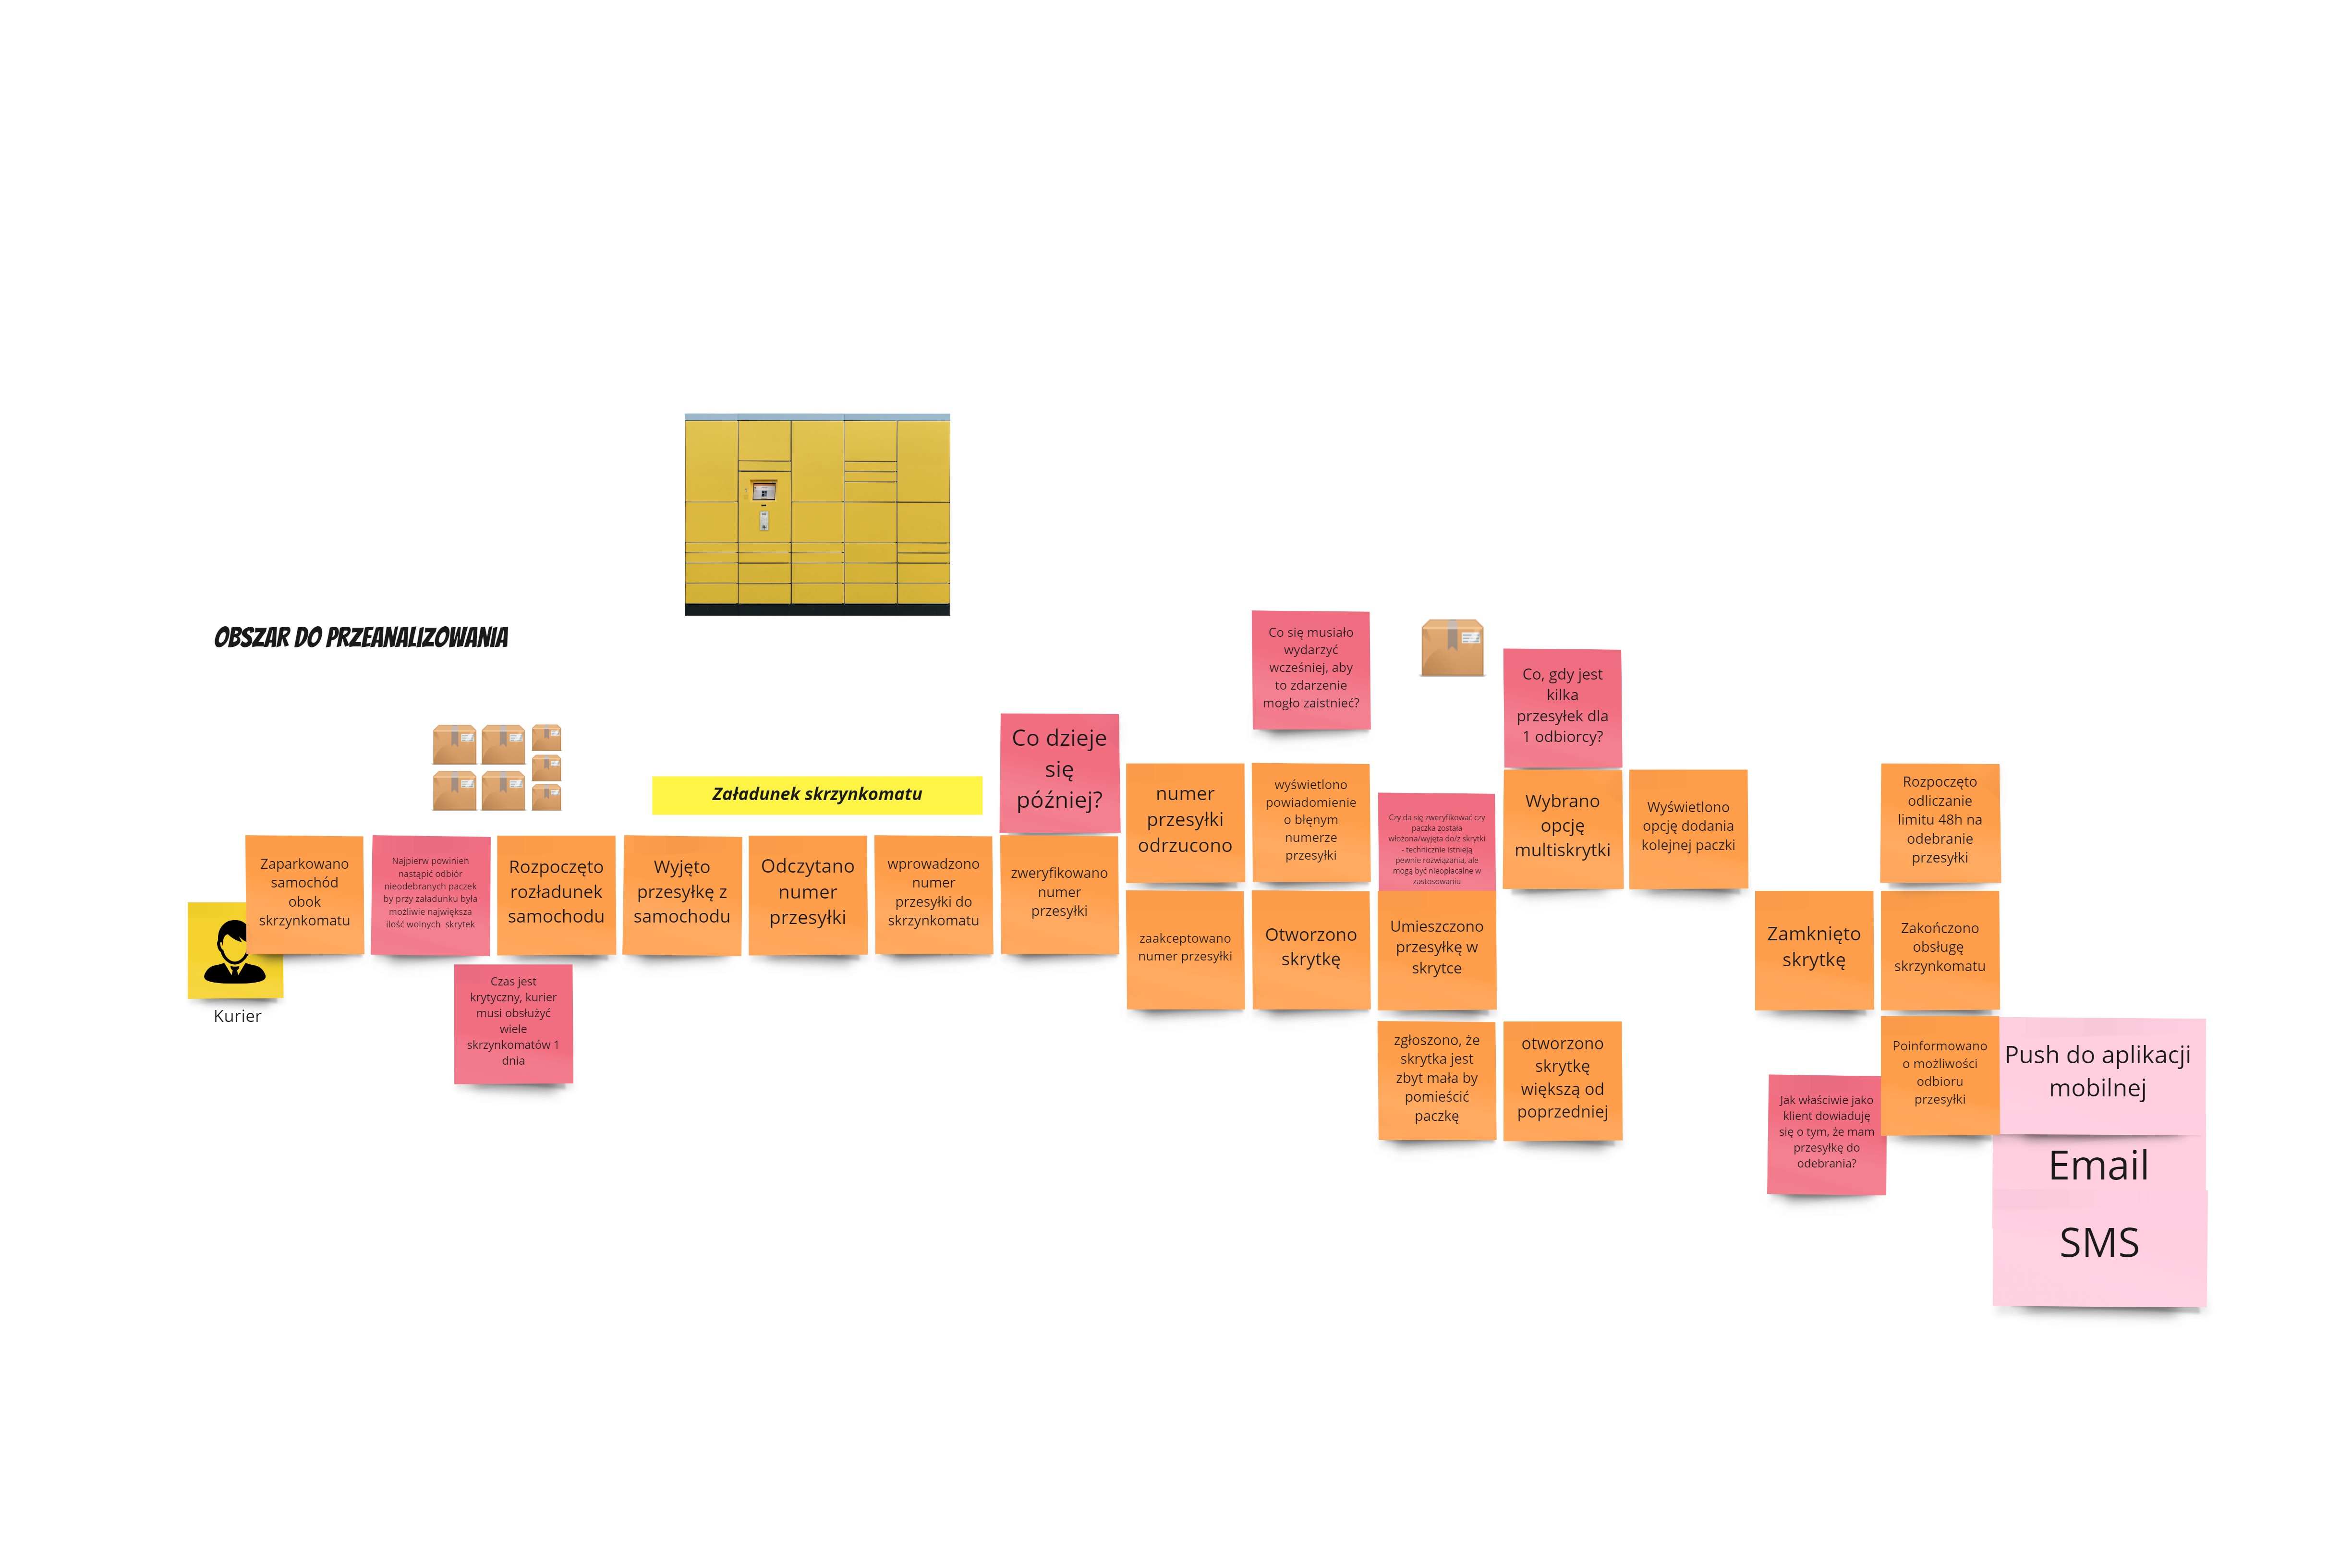 OBSZAR DO PRZEANALIZOWANIA
Kurier
Zaparkowano
samochód
obok
skrzynkomatu
Najpierw powinien
nastąpić odbiór
nieodebranych paczek
by przy załadunku była
możliwie największa
ilość wolnych skrytek
Czas jest
krytyczny, kurier
musi obsłużyć
wiele
skrzynkomatów 1
dnia
Rozpoczęto
rozładunek
samochodu
Załadunek skrzynkomatu
Wyjęto
przesyłkę z
samochodu
Odczytano
numer
przesyłki
wprowadzono
numer
przesyłki do
skrzynkomatu
Co dzieje
się
później?
zweryfikowano
numer
przesyłki
numer
przesyłki
odrzucono
zaakceptowano
numer przesyłki
Co się musiało
wydarzyć
wcześniej, aby
to zdarzenie
mogło zaistnieć?
wyświetlono
powiadomienie
o błęnym
numerze
przesyłki
Otworzono
skrytkę
Czy da się zweryfikować czy
paczka została
włożona/wyjęta do/z skrytki
- technicznie istnieją
pewnie rozwiązania, ale
mogą być nieopłacalne w
zastosowaniu
Umieszczono
przesyłkę w
skrytce
zgłoszono, że
skrytka jest
zbyt mała by
pomieścić
paczkę
Co, gdy jest
kilka
przesyłek dla
1 odbiorcy?
Wybrano
opcję
multiskrytki
otworzono
skrytkę
większą od
poprzedniej
Wyświetlono
opcję dodania
kolejnej paczki
Zamknięto
skrytkę
Jak właściwie jako
klient dowiaduję
się o tym, że mam
przesyłkę do
odebrania?
Rozpoczęto
odliczanie
limitu 48h na
odebranie
przesyłki
Zakończono
obsługę
skrzynkomatu
Poinformowano
o możliwości
odbioru
przesyłki
Push do aplikacji
mobilnej
Email
SMS